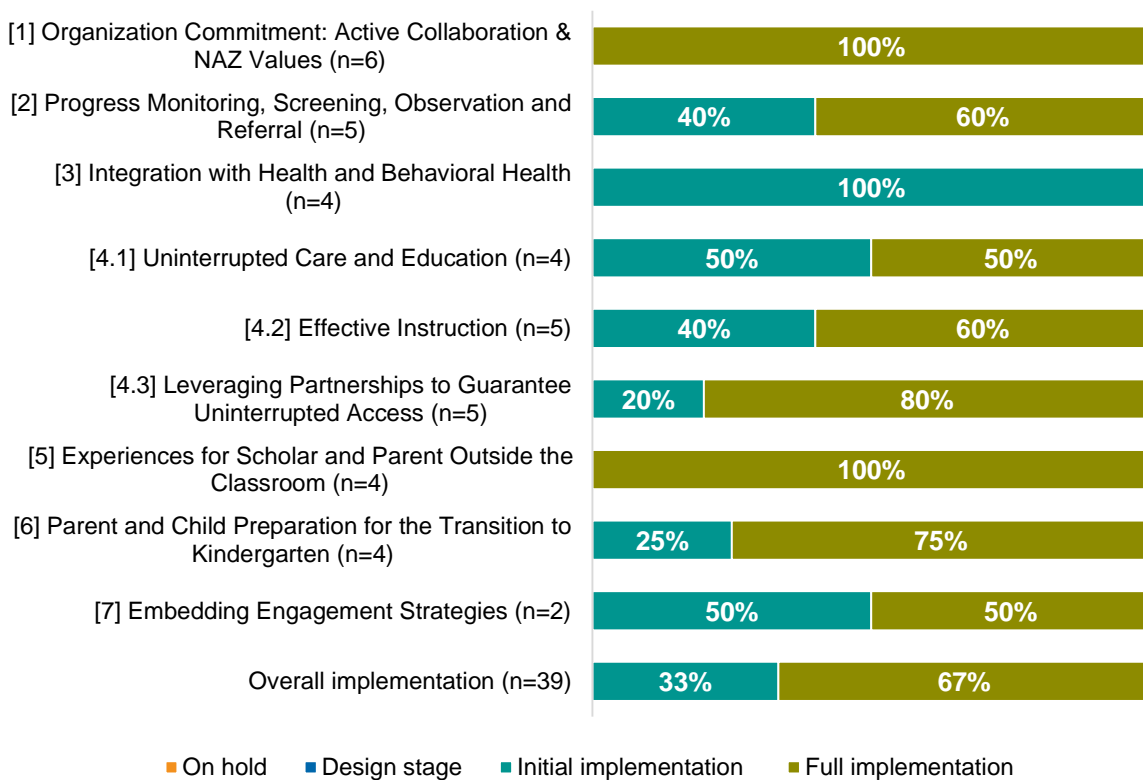 [1] Organization Commitment: Active Collaboration &
NAZ Values (n=6)
100%
[2] Progress Monitoring, Screening, Observation and
Referral (n=5)
40% 60%
[3] Integration with Health and Behavioral Health
(n=4)
100%
[4.1] Uninterrupted Care and Education (n=4)
50% 50%
[4.2] Effective Instruction (n=5)
40% 60%
[4.3] Leveraging Partnerships to Guarantee
Uninterrupted Access (n=5)
20% 80%
[5] Experiences for Scholar and Parent Outside the
Classroom (n=4)
100%
[6] Parent and Child Preparation for the Transition to
Kindergarten (n=4)
25% 75%
[7] Embedding Engagement Strategies (n=2)
50% 50%
Overall implementation (n=39)
33% 67%
On hold Design stage Initial implementation Full implementation